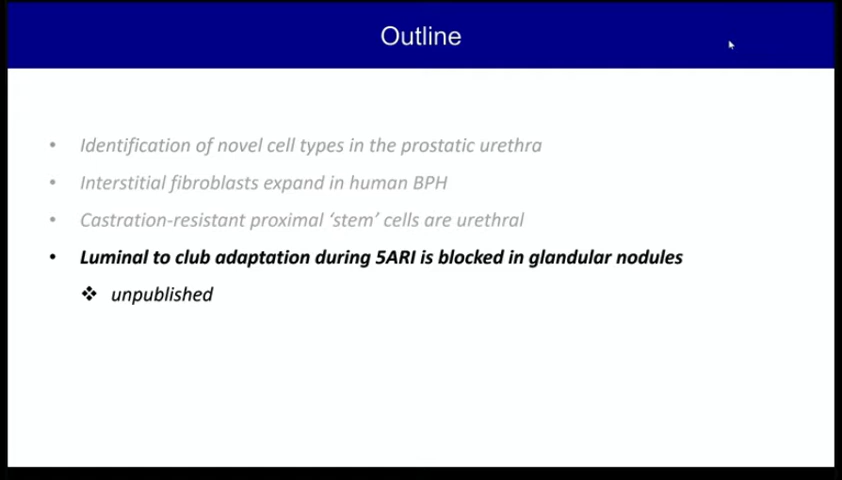 Outline
• Identification of novel cell types in the prostatic urethra
• Interstitial fibroblasts expand in human BPH
• Castration-resistant proximal ‘stem’ cells are urethral
• Luminal to club adaptation during 5ARI is blocked in glandular nodules
❖ unpublished